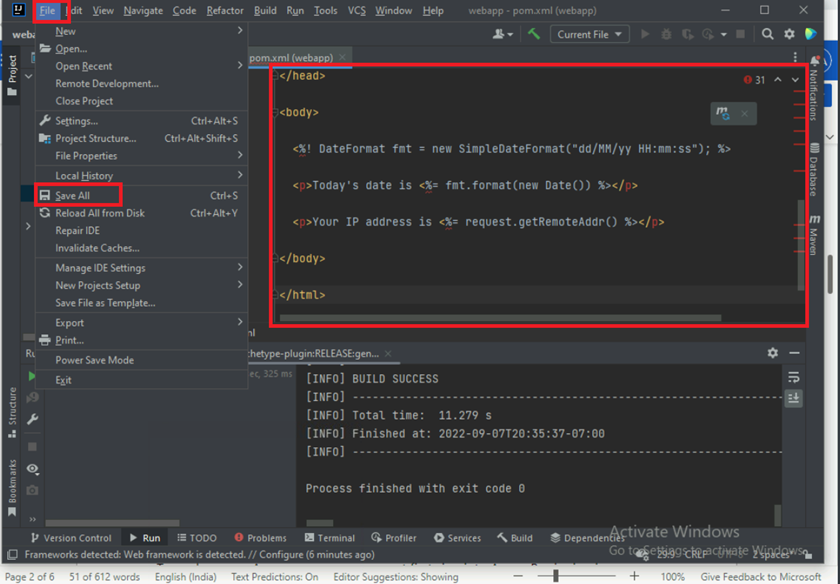 File Edit View Navigate Code Refactor Build Run Tools VCS Window Help webapp - pom.xml (webapp)
Current File
pom.xml (webapp)
Project
New
Open...
Open Recent
Remote Development...
Close Project
Settings... Ctrl+Alt+S
Project Structure... Ctrl+Alt+Shift+S
File Properties
Local History
Save All Ctrl+S
Reload All from Disk Ctrl+Alt+Y
Repair IDE
Invalidate Caches...
Manage IDE Settings
New Projects Setup
Save File as Template...
Export
Print...
Power Save Mode
Exit
</head>
31
<body>
<%! DateFormat fmt = new SimpleDateFormat("dd/MM/yy HH:mm:ss"); %>
<p>Today's date is <%= fmt.format(new Date()) %></p>
<p>Your IP address is <%= request.getRemoteAddr() %></p>
</body>
</html>
Notifications
Database
Maven
chetype-plugin:RELEASE:gen...
ec, 325 ms
[INFO] BUILD SUCCESS
[INFO] ------------------------------------------------
[INFO] Total time:  11.279 s
[INFO] Finished at: 2022-09-07T20:35:37-07:00
[INFO] ------------------------------------------------
Process finished with exit code 0
Structure
Bookmarks
Version Control Run TODO Problems Terminal Profiler Services Build Dependencies
Activate Windows
Go to Settings to activate Windows.
Frameworks detected: Web framework is detected. // Configure (6 minutes ago) CRLF 2 spaces
Page 2 of 6 51 of 612 words English (India) Text Predictions: On Editor Suggestions: Showing 100% Give Feedback to Microsoft